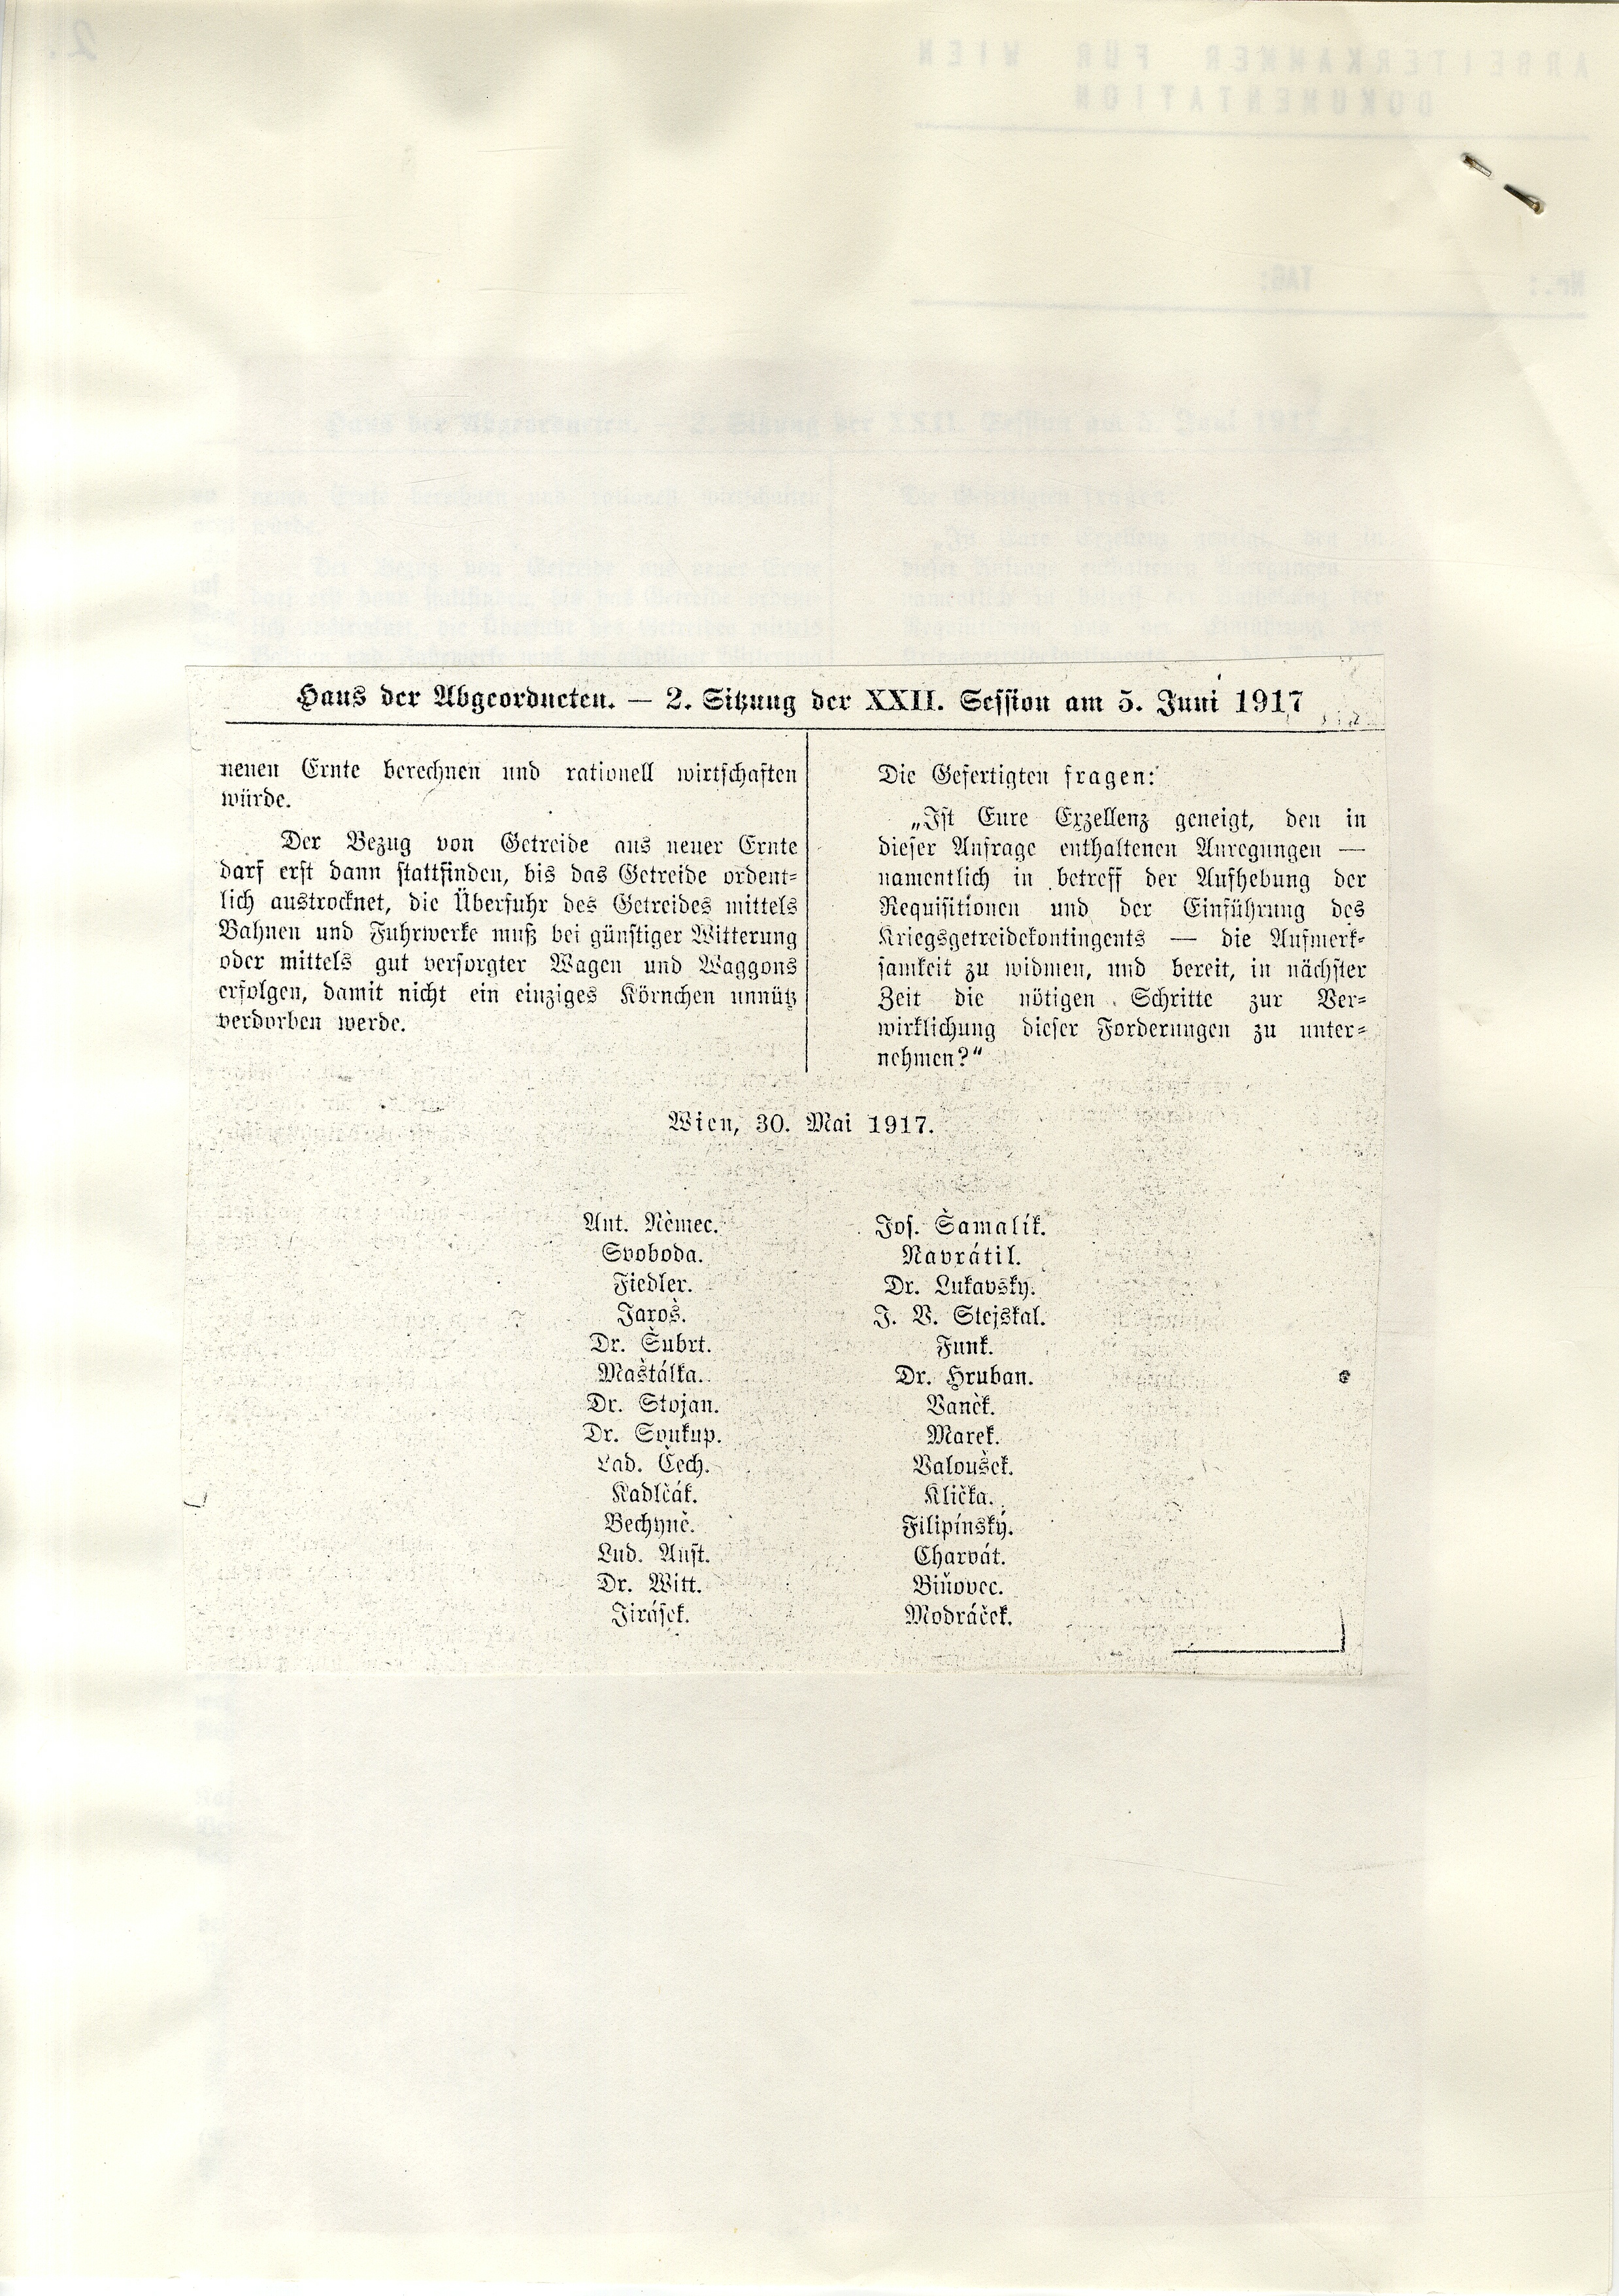 Haus der Abgeordneten. — 2. Sitzung der XXII. Session am 5. Juni 1917
neuen Ernte berechnen und rationell wirtschaften
würde.
Der Bezug von Getreide aus neuer Ernte
darf erst dann stattfinden, bis das Getreide ordent-
lich austrocknet, die Überfuhr des Getreides mittels
Bahnen und Fuhrwerke muß bei günstiger Witterung
oder mittels gut versorgter Wagen und Waggons
erfolgen, damit nicht ein einziges Körnchen unnütz
verdorben werde.
Die Gefertigten fragen:
„Ist Eure Exzellenz geneigt, den in
dieser Anfrage enthaltenen Anregungen —
namentlich in betreff der Aufhebung der
Requisitionen und der Einführung des
Kriegsgetreidekontingents — die Aufmerk-
samkeit zu widmen, und bereit, in nächster
Zeit die nötigen Schritte zur Ver-
wirklichung dieser Forderungen zu unter-
nehmen?“
Wien, 30. Mai 1917.
Ant. Němec.
Svoboda.
Fiedler.
Jaroš.
Dr. Šubrt.
Maštálka.
Dr. Stojan.
Dr. Soukup.
Lad. Čech.
Kadlčák.
Bechyně.
Lud. Aust.
Dr. Witt.
Jirásek.
Jos. Šamalík.
Navrátil.
Dr. Lukavský.
J. V. Stejskal.
Funk.
Dr. Hruban.
Vaněk.
Marek.
Valoušek.
Klička.
Filipínský.
Charvát.
Biňovec.
Modráček.